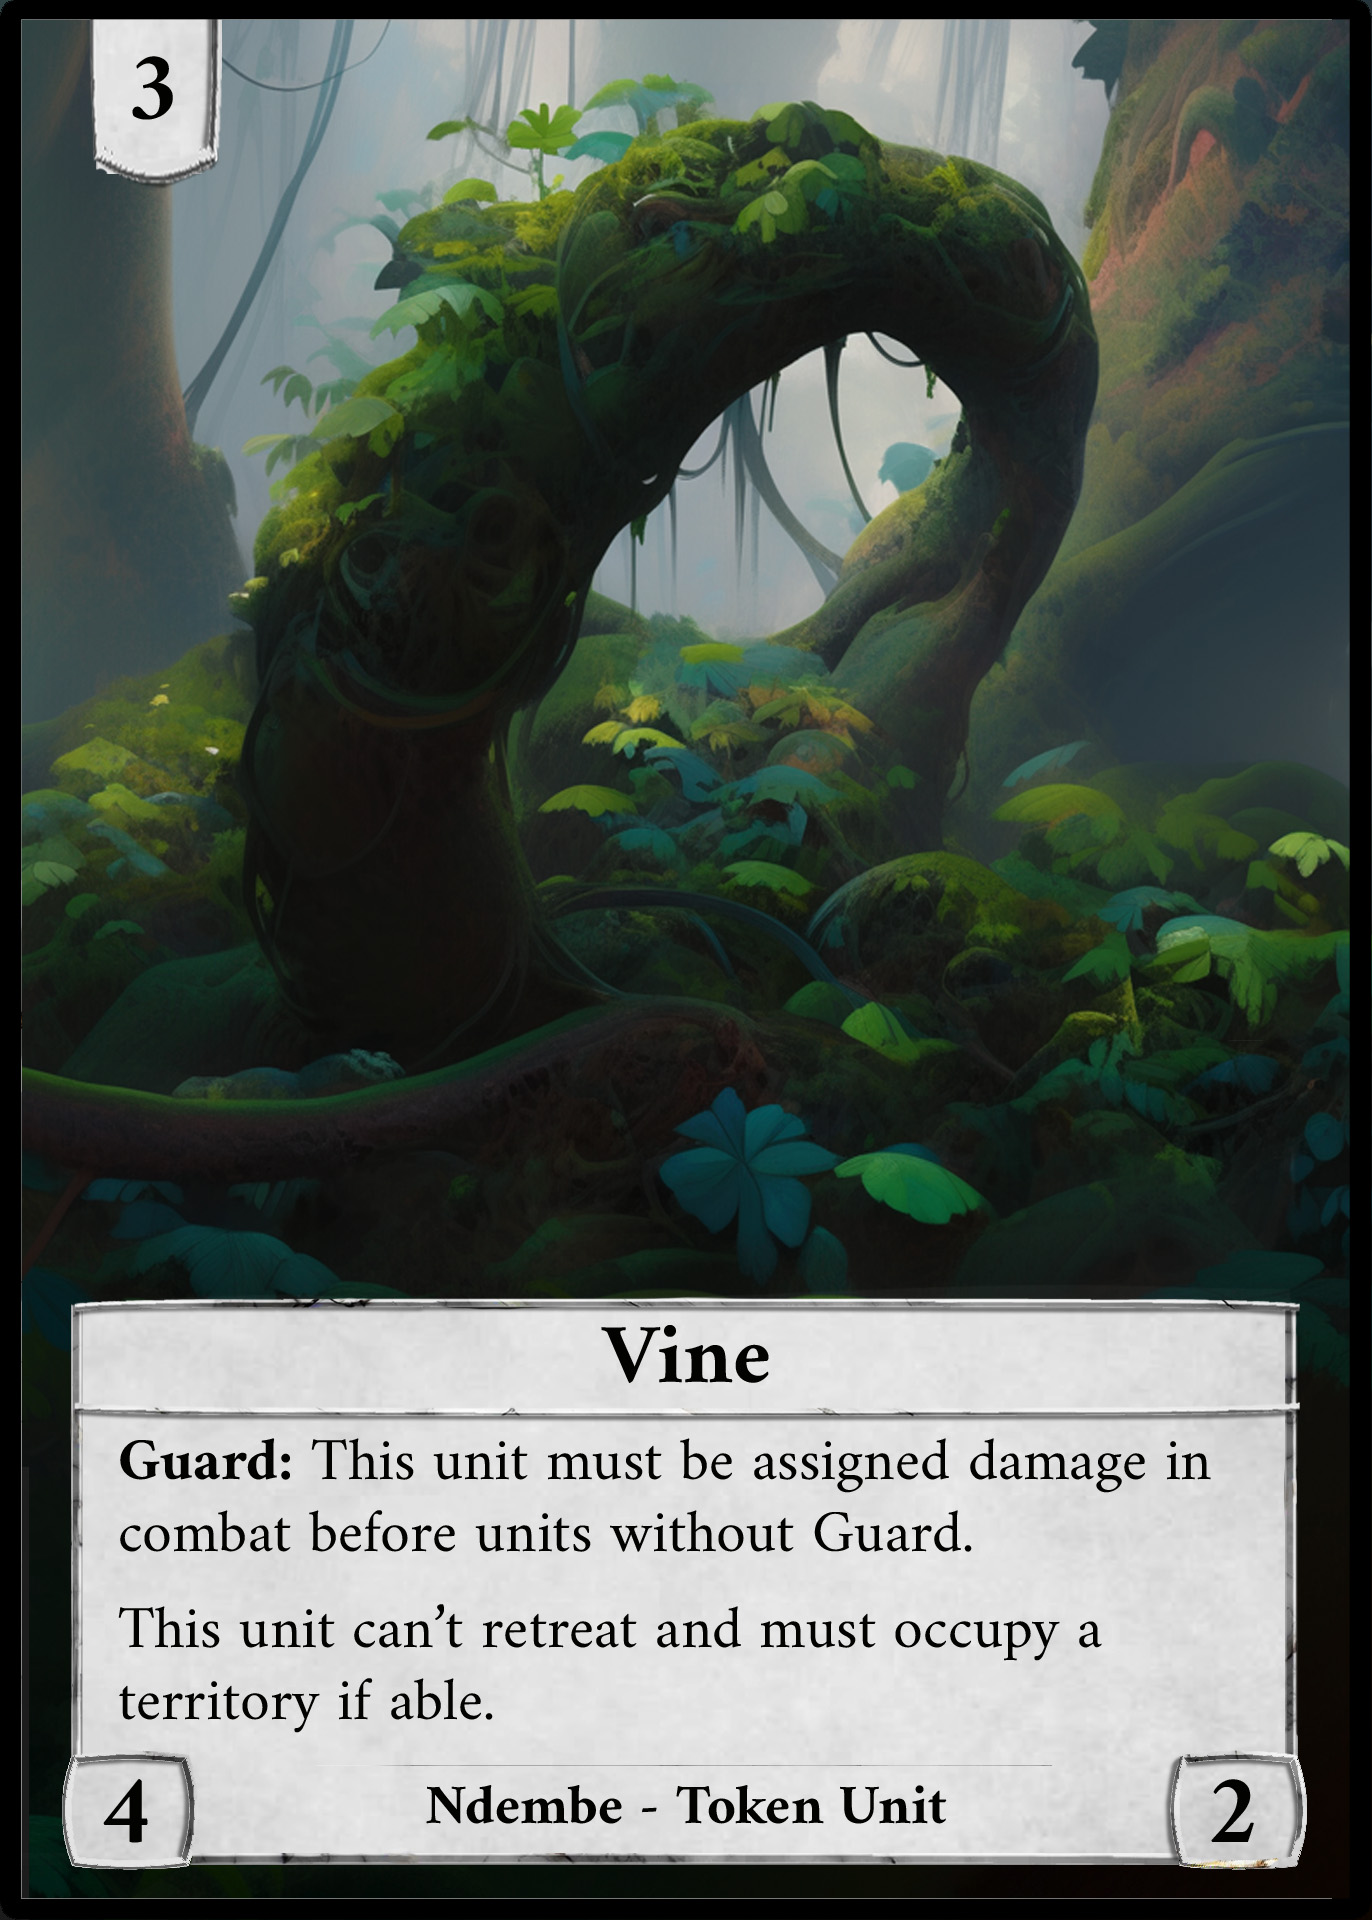 3
Vine
Guard: This unit must be assigned damage in
combat before units without Guard.
This unit can’t retreat and must occupy a
territory if able.
4
Ndembe - Token Unit
2